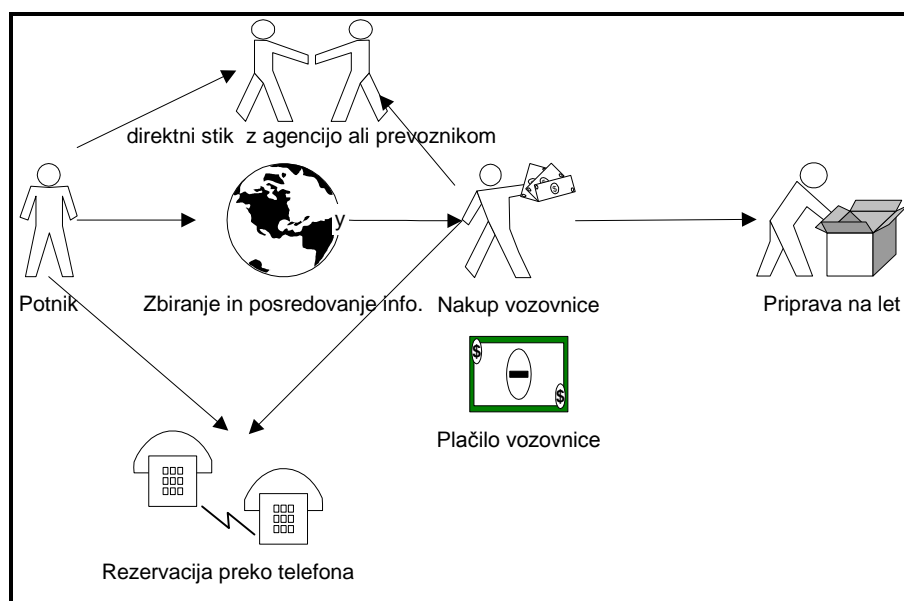 direktni stik z agencijo ali prevoznikom
y
Potnik
Zbiranje in posredovanje info.
Nakup vozovnice
Priprava na let
$
$
Plačilo vozovnice
Rezervacija preko telefona